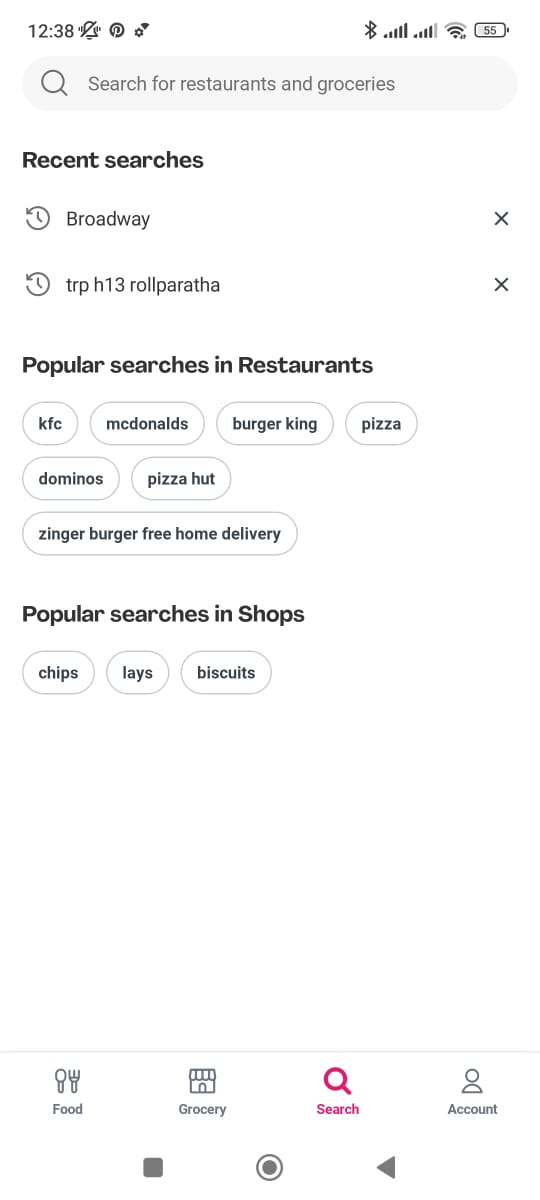 12:38 55
Search for restaurants and groceries
Recent searches
Broadway
trp h13 rollparatha
Popular searches in Restaurants
kfc mcdonalds burger king pizza
dominos pizza hut
zinger burger free home delivery
Popular searches in Shops
chips lays biscuits
Food Grocery Search Account